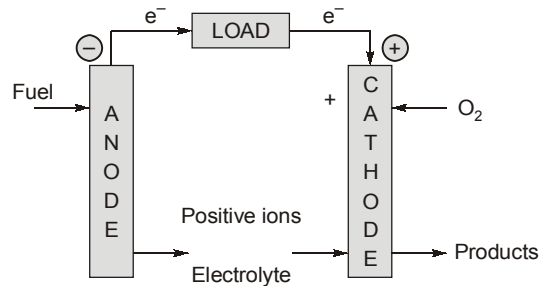 e⁻
LOAD
e⁻
−
+
Fuel
ANODE
+
CATHODE
O₂
Positive ions
Electrolyte
Products